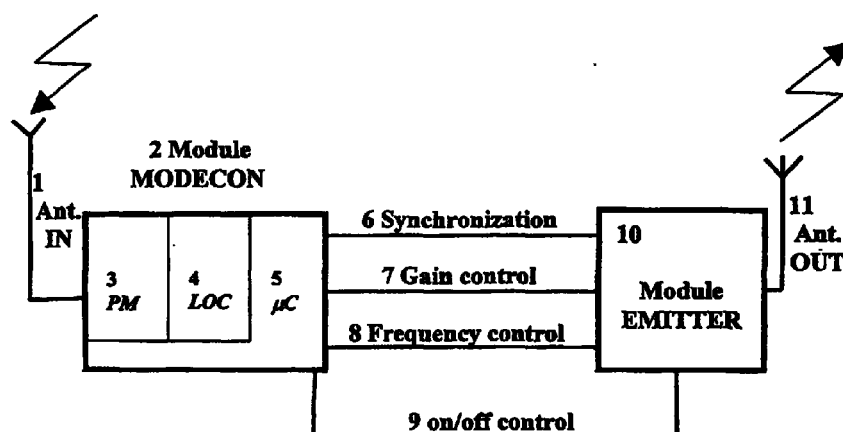 2 Module
MODECON
1
Ant.
IN
3
PM
4
LOC
5
μC
6 Synchronization
7 Gain control
8 Frequency control
9 on/off control
10
Module
EMITTER
11
Ant.
OUT